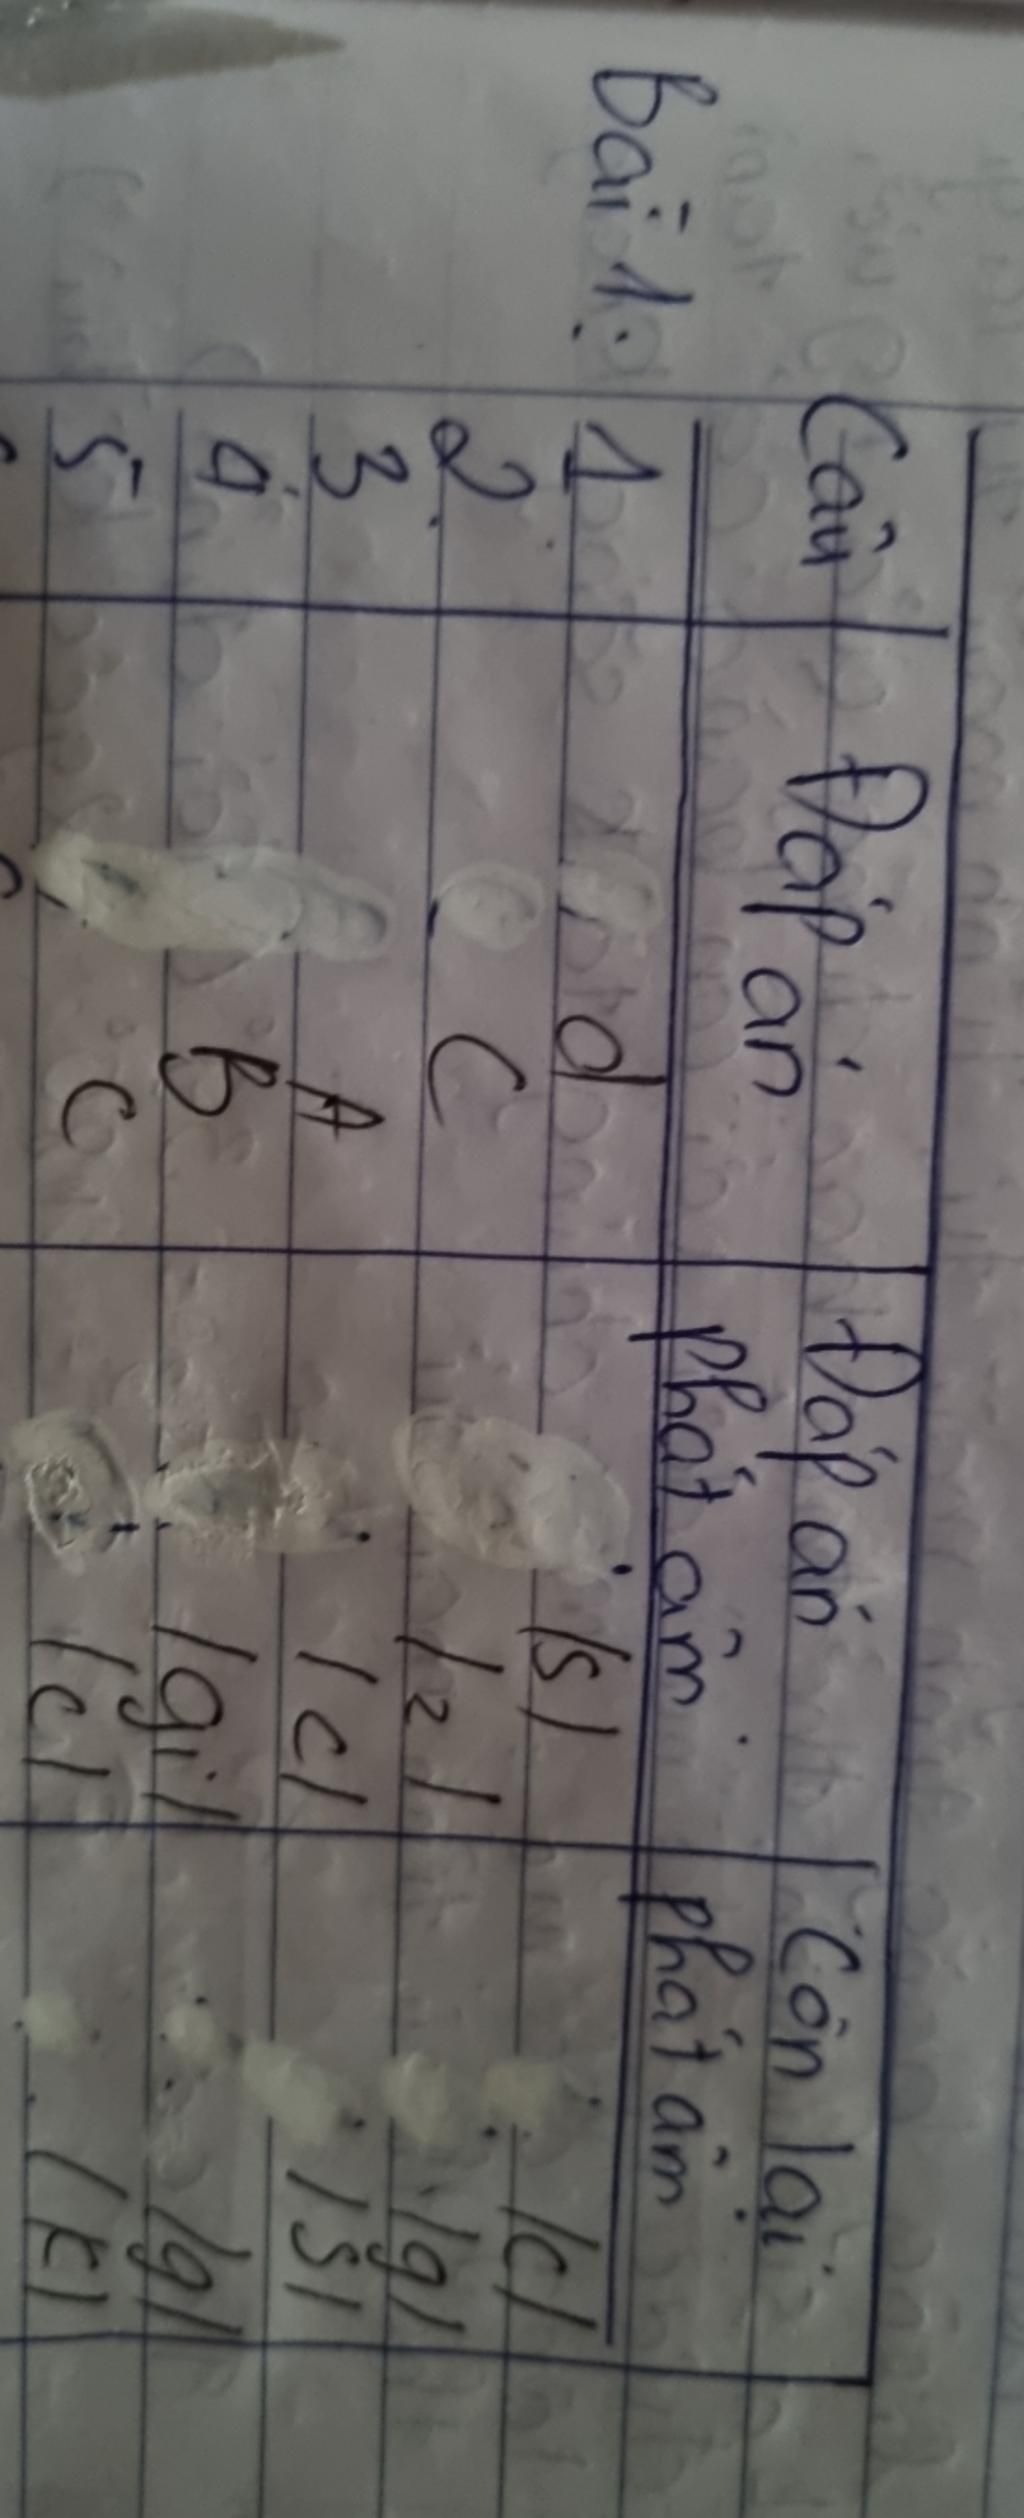 Bài 1:
Câu Đáp án Đáp án phát âm Còn lại phát âm
1 d /s/ /c/
2. C /z/ /g/
3 A /c/ /s/
4. B /gi/ /g/
5 C /c/ /k/